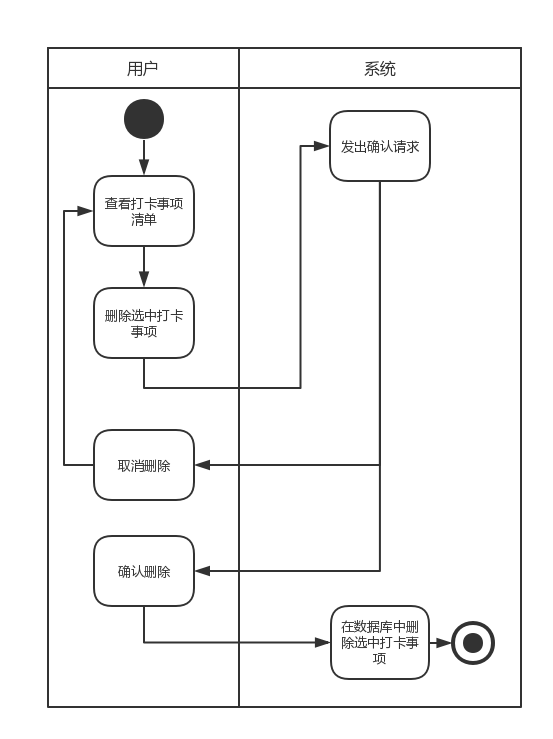 用户
系统
发出确认请求
查看打卡事项
清单
删除选中打卡
事项
取消删除
确认删除
在数据库中删
除选中打卡事
项